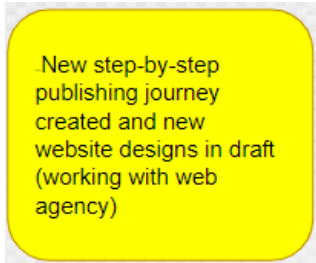 -New step-by-step
publishing journey
created and new
website designs in draft
(working with web
agency)